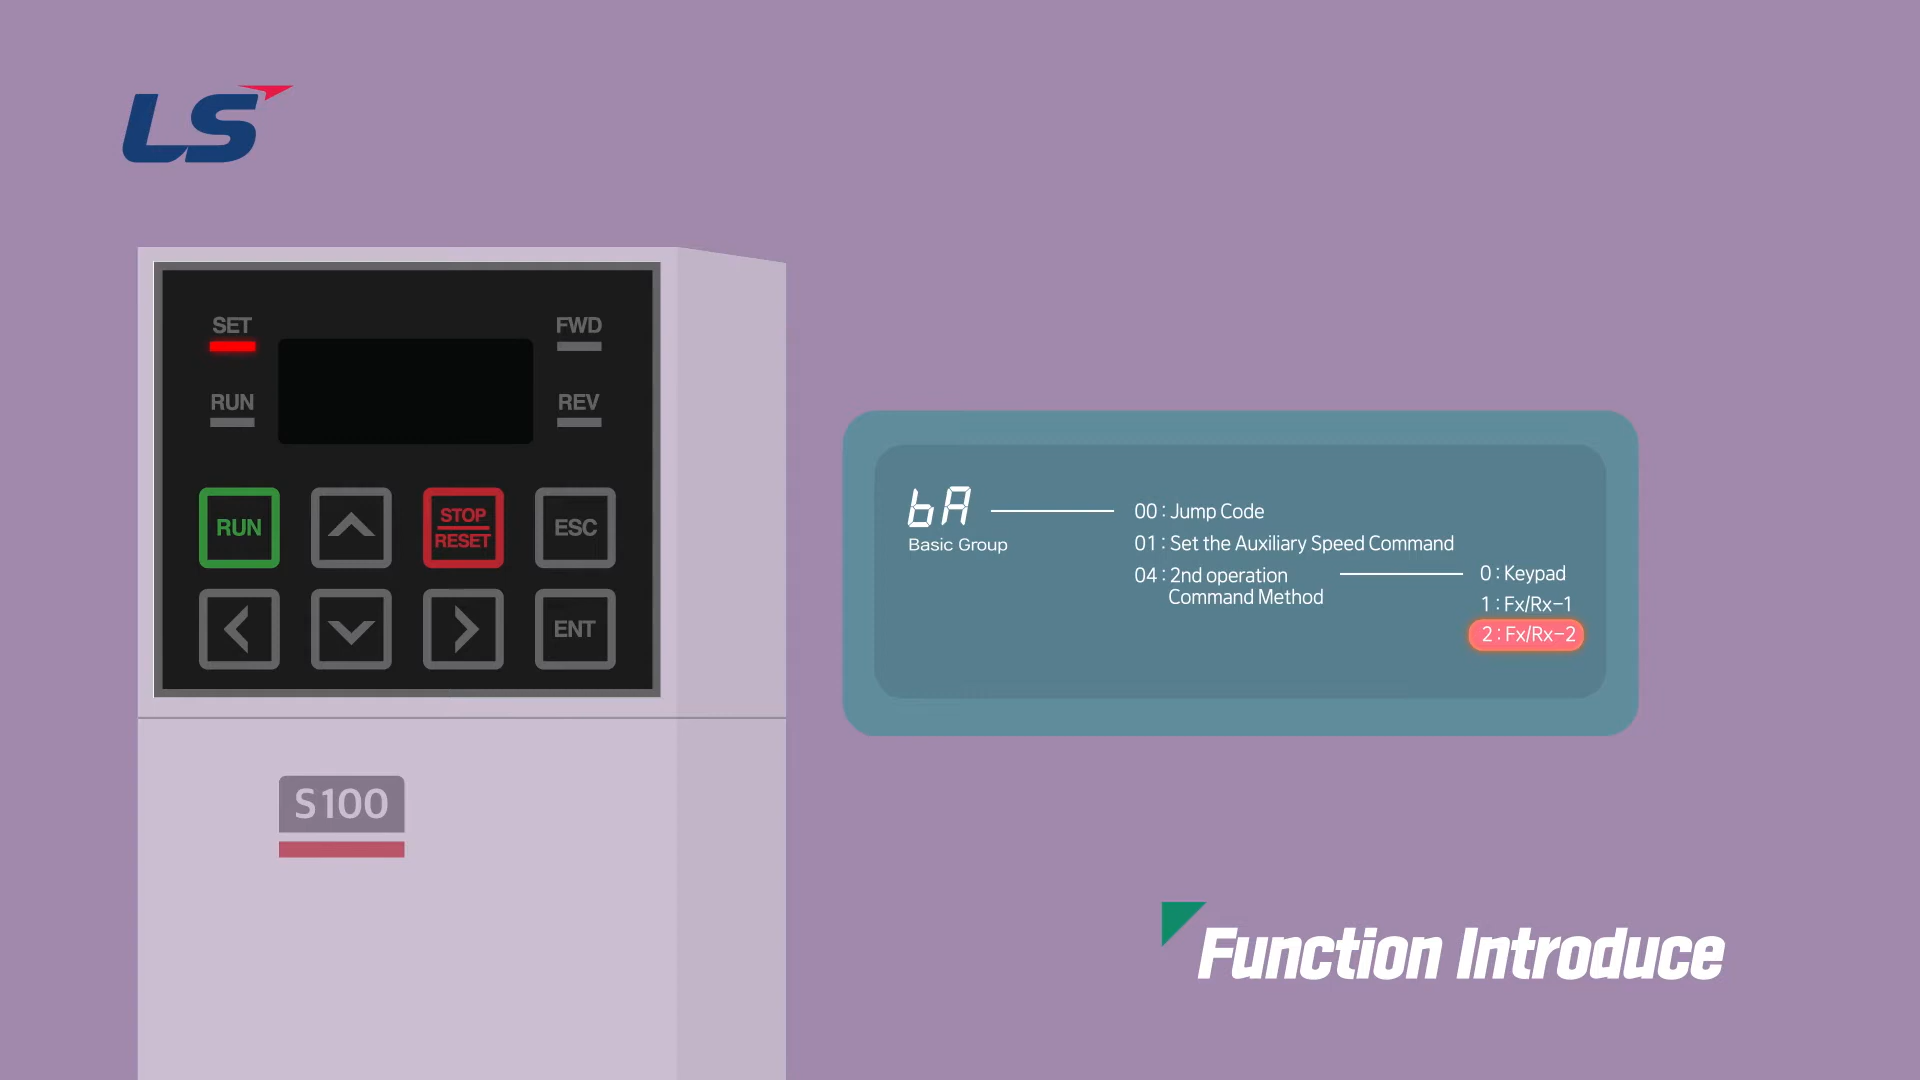 LS
SET
FWD
RUN
REV
RUN
STOP
RESET
ESC
ENT
S100
bA
Basic Group
00 : Jump Code
01 : Set the Auxiliary Speed Command
04 : 2nd operation
Command Method
0 : Keypad
1 : Fx/Rx-1
2 : Fx/Rx-2
Function Introduce